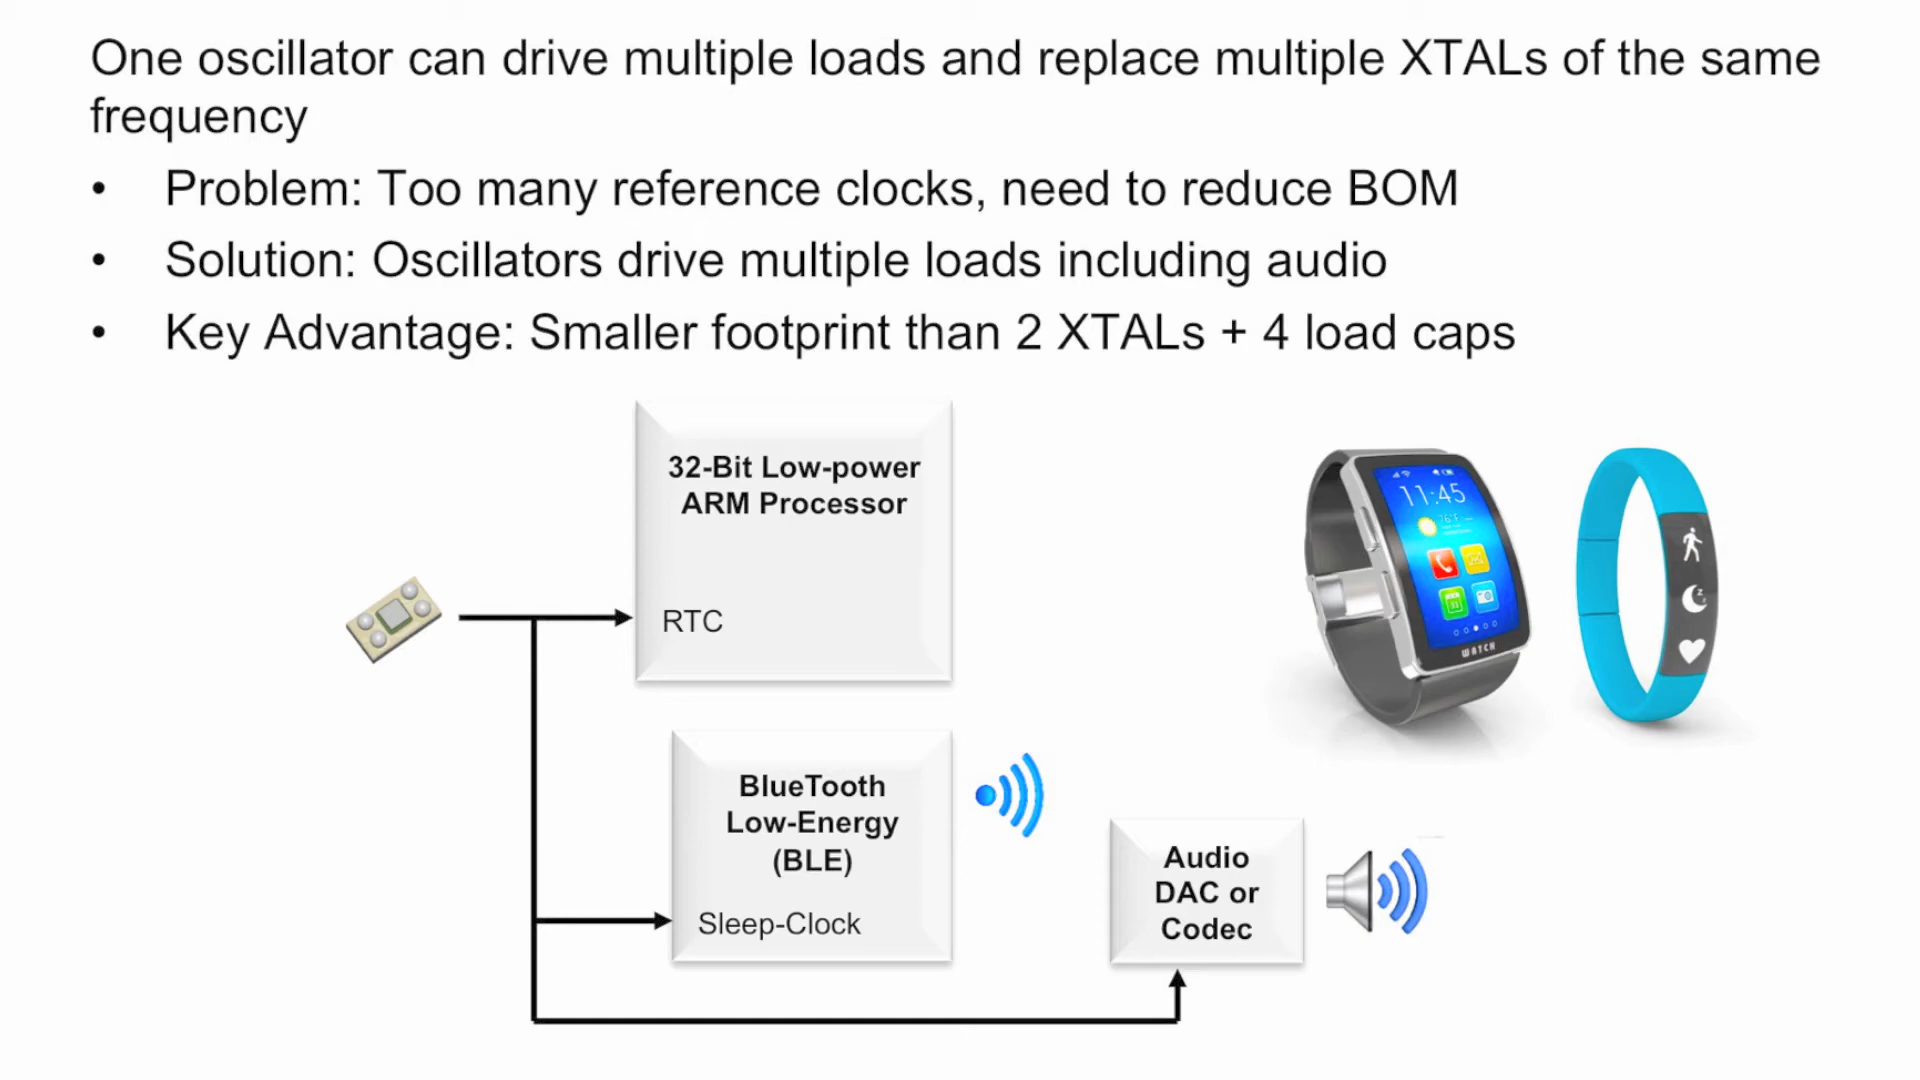 One oscillator can drive multiple loads and replace multiple XTALs of the same
frequency
• Problem: Too many reference clocks, need to reduce BOM
• Solution: Oscillators drive multiple loads including audio
• Key Advantage: Smaller footprint than 2 XTALs + 4 load caps
32-Bit Low-power
ARM Processor
RTC
11:45
76°F
WATCH
BlueTooth
Low-Energy
(BLE)
Sleep-Clock
Audio
DAC or
Codec